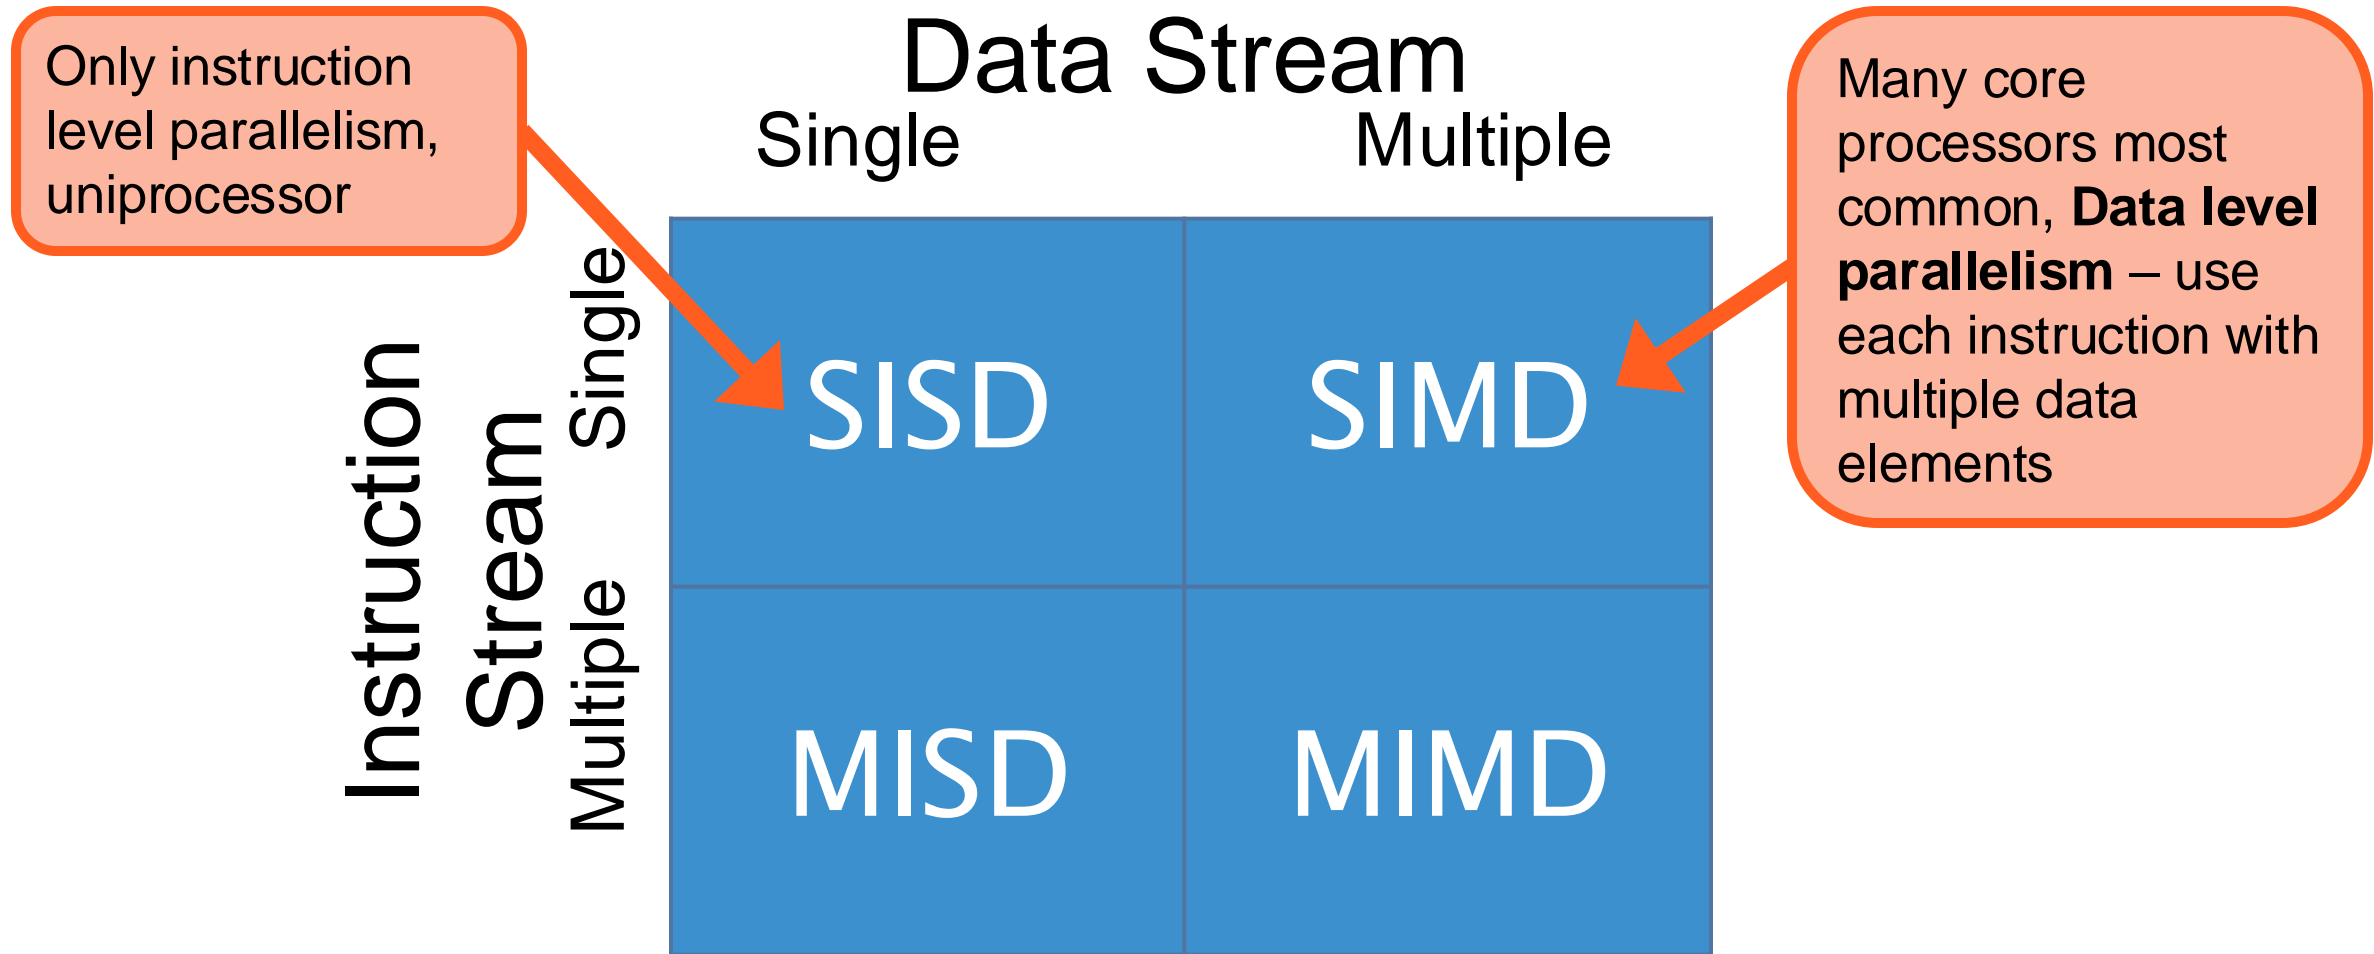 Only instruction
level parallelism,
uniprocessor
Data Stream
Single
Multiple
Many core
processors most
common, Data level
parallelism – use
each instruction with
multiple data
elements
Instruction
Stream
Single
Multiple
SISD
SIMD
MISD
MIMD